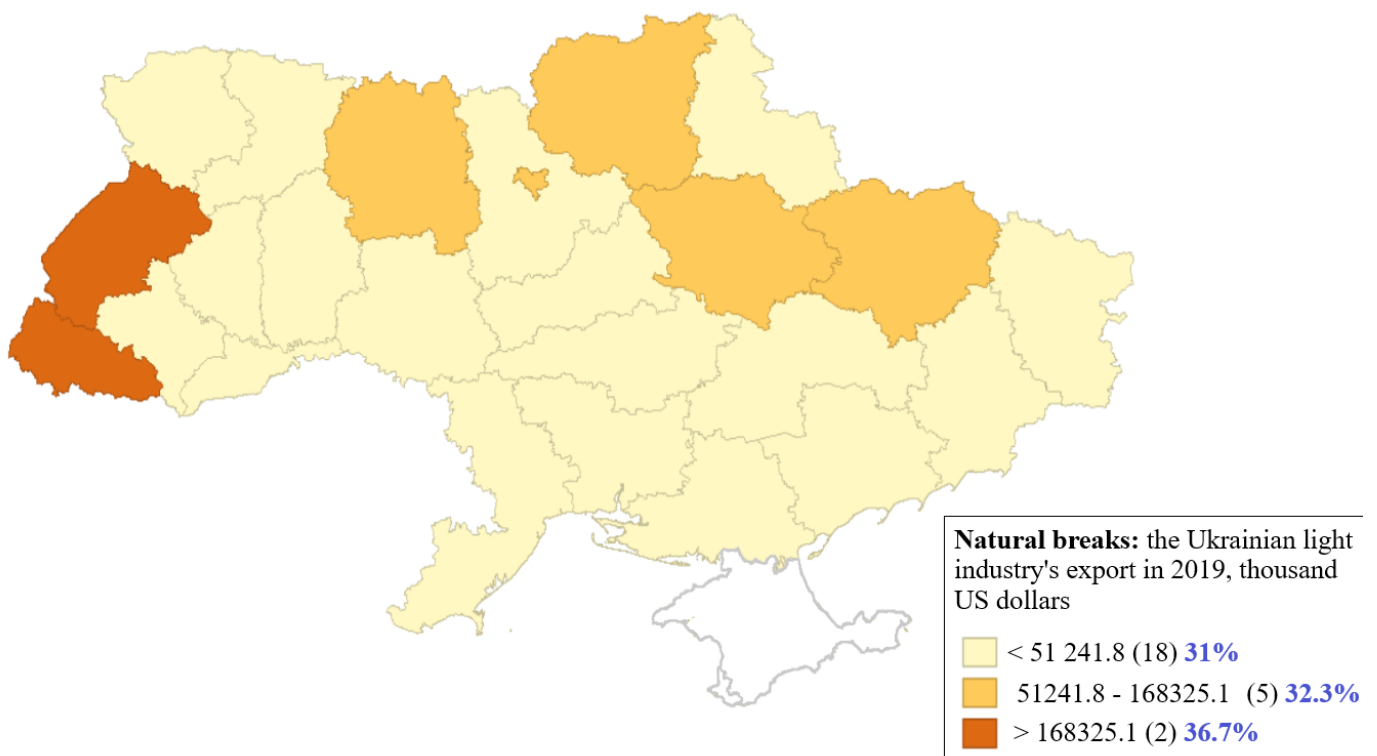 Natural breaks: the Ukrainian light
industry's export in 2019, thousand
US dollars
< 51 241.8 (18) 31%
51241.8 - 168325.1 (5) 32.3%
> 168325.1 (2) 36.7%